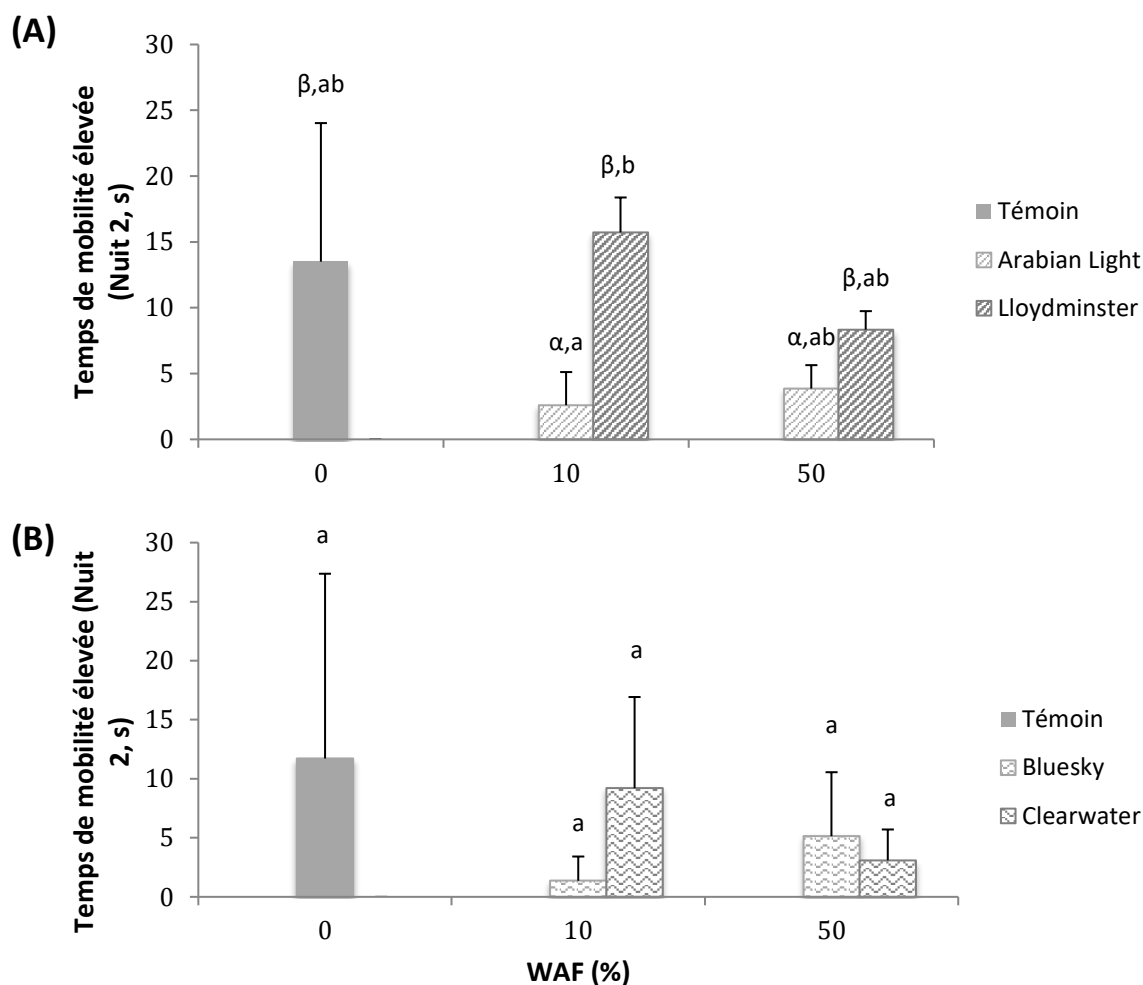 (A)
Temps de mobilité élevée
(Nuit 2, s)
30
25
20
15
10
5
0
β,ab
α,a
β,b
α,ab
β,ab
0
10
50
Témoin
Arabian Light
Lloydminster
(B)
Temps de mobilité élevée (Nuit
2, s)
30
25
20
15
10
5
0
a
a
a
a
a
0
10
50
WAF (%)
Témoin
Bluesky
Clearwater